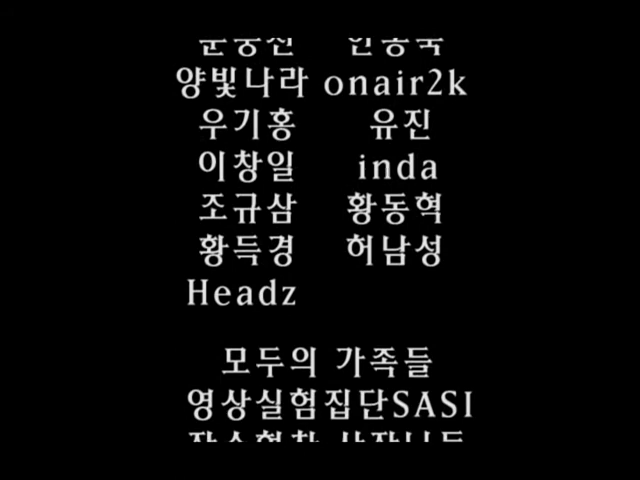 양빛나라 onair2k
우기홍 유진
이창일 inda
조규삼 황동혁
황득경 허남성
Headz
모두의 가족들
영상실험집단SASI